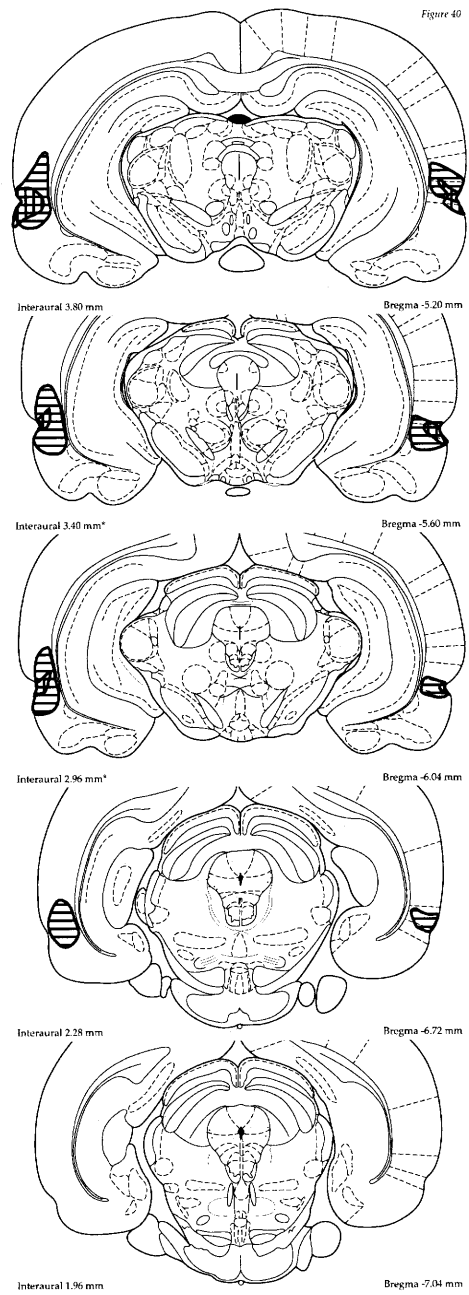 Figure 40
Interaural 3.80 mm
Bregma -5.20 mm
Interaural 3.40 mm*
Bregma -5.60 mm
Interaural 2.96 mm*
Bregma -6.04 mm
Interaural 2.28 mm
Bregma -6.72 mm
Interaural 1.96 mm
Bregma -7.04 mm